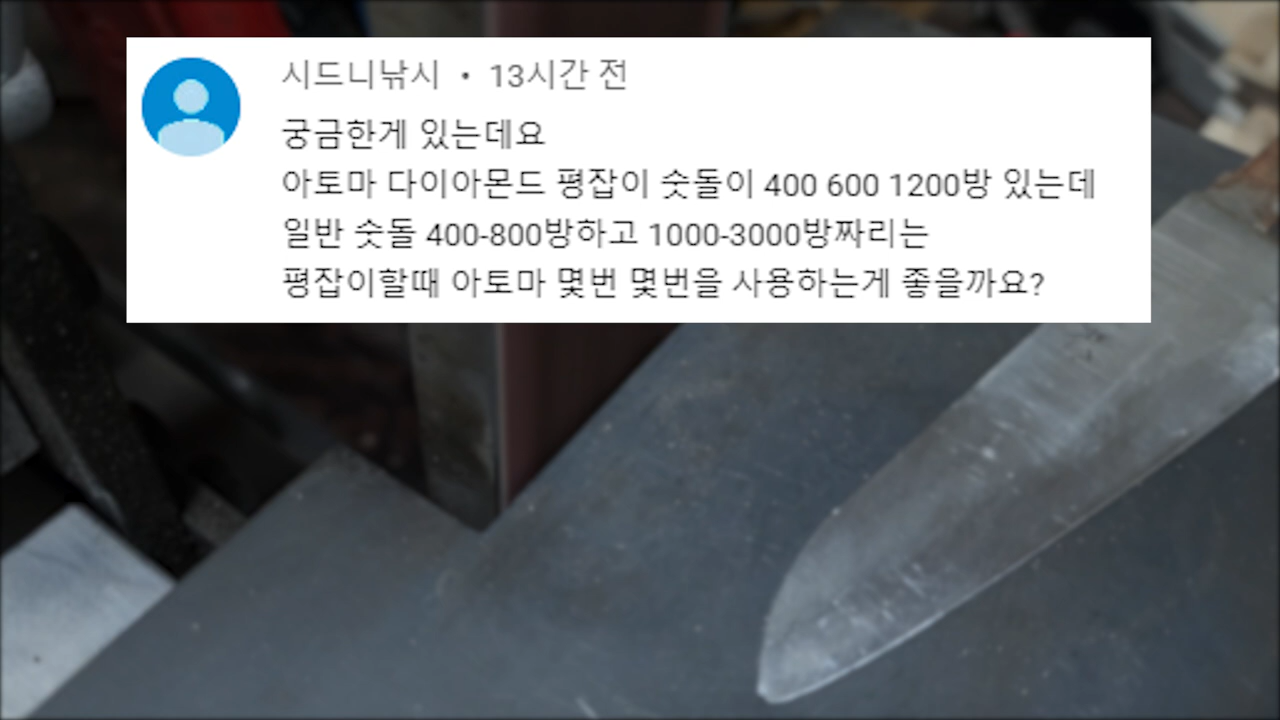 시드니낚시 • 13시간 전
궁금한게 있는데요
아토마 다이아몬드 평잡이 숫돌이 400 600 1200방 있는데
일반 숫돌 400-800방하고 1000-3000방짜리는
평잡이할때 아토마 몇번 몇번을 사용하는게 좋을까요?